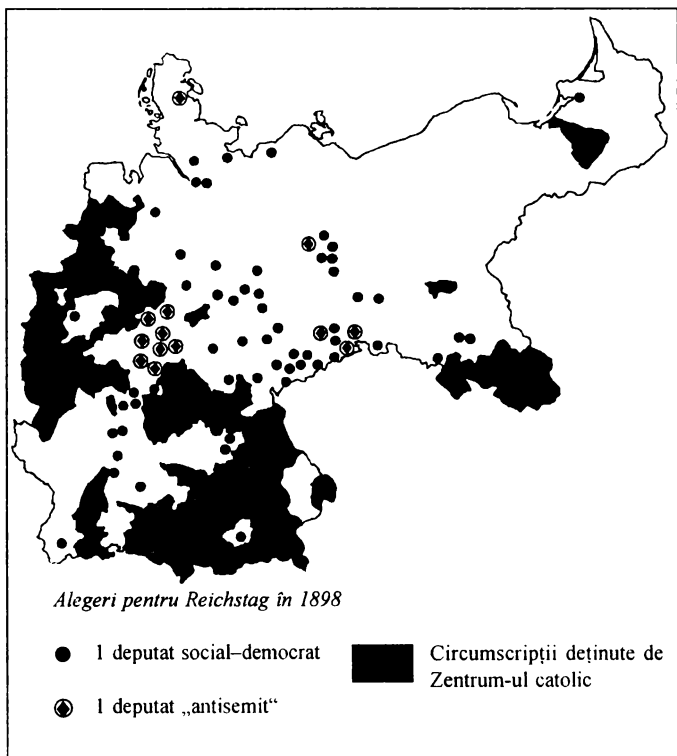 Alegeri pentru Reichstag în 1898
1 deputat social–democrat
1 deputat „antisemit“
Circumscripții deținute de
Zentrum-ul catolic